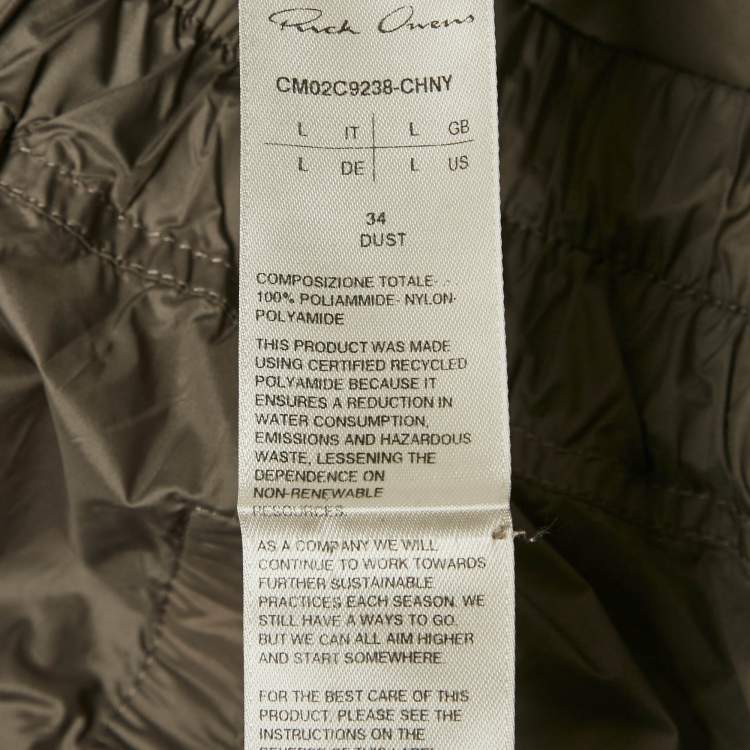 Rick Owens
CM02C9238-CHNY
L IT L GB
L DE L US
34
DUST
COMPOSIZIONE TOTALE- -
100% POLIAMMIDE- NYLON-
POLYAMIDE
THIS PRODUCT WAS MADE
USING CERTIFIED RECYCLED
POLYAMIDE BECAUSE IT
ENSURES A REDUCTION IN
WATER CONSUMPTION,
EMISSIONS AND HAZARDOUS
WASTE, LESSENING THE
DEPENDENCE ON
NON-RENEWABLE
RESOURCES.
AS A COMPANY WE WILL
CONTINUE TO WORK TOWARDS
FURTHER SUSTAINABLE
PRACTICES EACH SEASON. WE
STILL HAVE A WAYS TO GO.
BUT WE CAN ALL AIM HIGHER
AND START SOMEWHERE.
FOR THE BEST CARE OF THIS
PRODUCT, PLEASE SEE THE
INSTRUCTIONS ON THE
REVERSE OF THIS LABEL